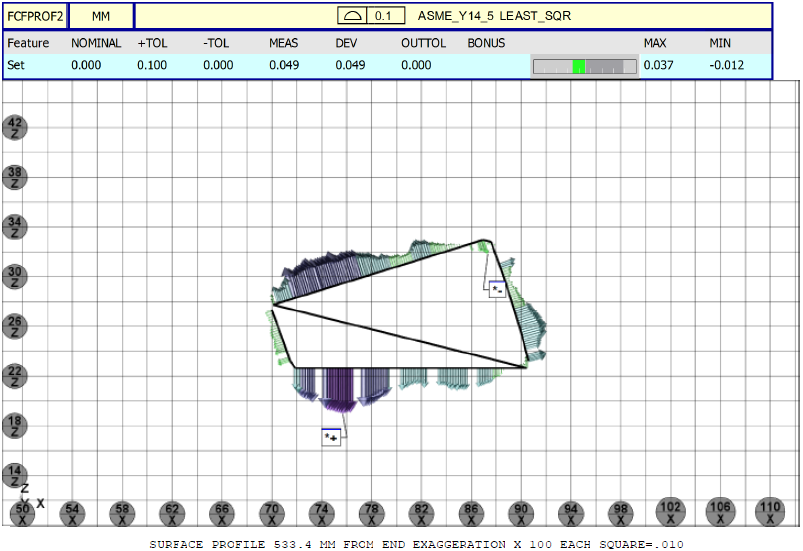 FCFPROF2 MM 0.1 ASME_Y14_5 LEAST_SQR
Feature NOMINAL +TOL -TOL MEAS DEV OUTTOL BONUS MAX MIN
Set 0.000 0.100 0.000 0.049 0.049 0.000 0.037 -0.012
42 Z
38 Z
34 Z
30 Z
*-
26 Z
22 Z
18 Z
*+
14 Z
Z
Y X
50 X 54 X 58 X 62 X 66 X 70 X 74 X 78 X 82 X 86 X 90 X 94 X 98 X 102 X 106 X 110 X
SURFACE PROFILE 533.4 MM FROM END EXAGGERATION X 100 EACH SQUARE=.010